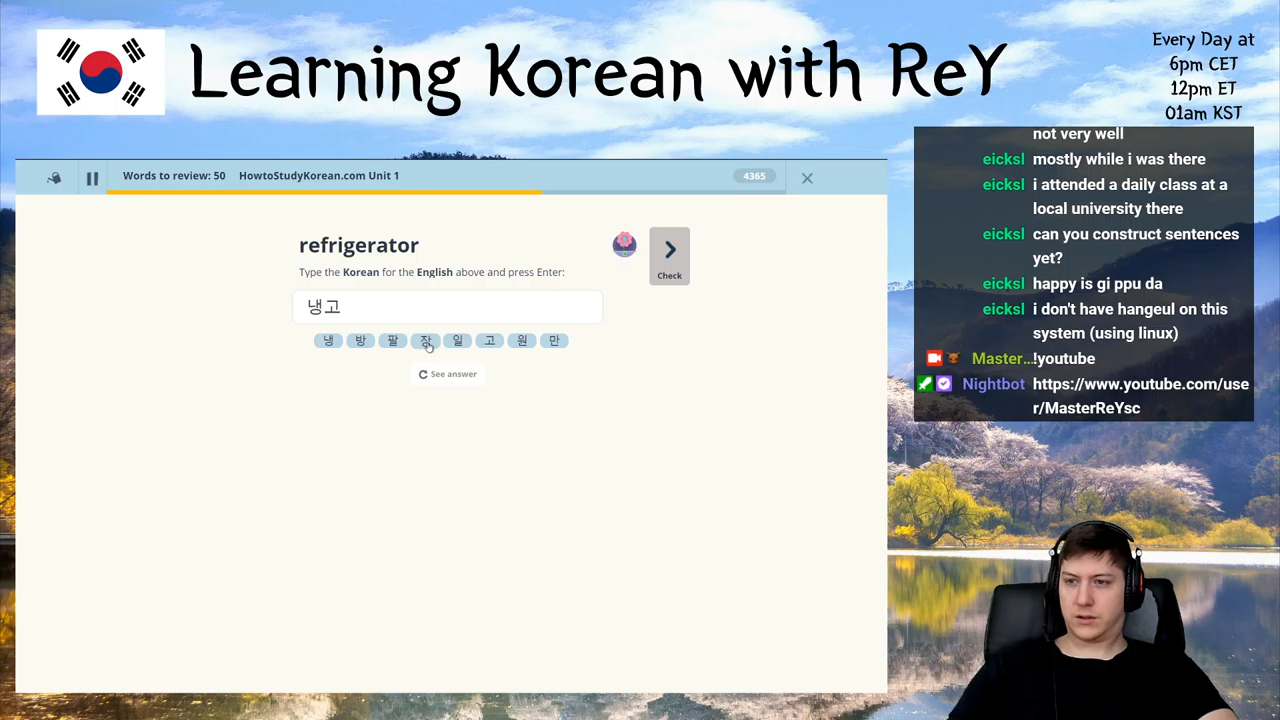 Learning Korean with ReY
Every Day at
6pm CET
12pm ET
01am KST
Words to review: 50 HowtoStudyKorean.com Unit 1
4365
refrigerator
Type the Korean for the English above and press Enter:
냉고
냉 방 팔 장 일 고 원 만
See answer
Check
not very well
eicksl mostly while i was there
eicksl i attended a daily class at a
local university there
eicksl can you construct sentences
yet?
eicksl happy is gi ppu da
eicksl i don't have hangeul on this
system (using linux)
Master... !youtube
Nightbot https://www.youtube.com/use
r/MasterReYsc